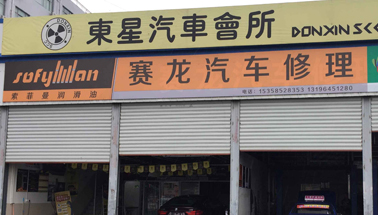 東星汽車會所 DONXIN
sofyman
索菲曼润滑油
赛龙汽车修理
电话：15358528353 13196451280